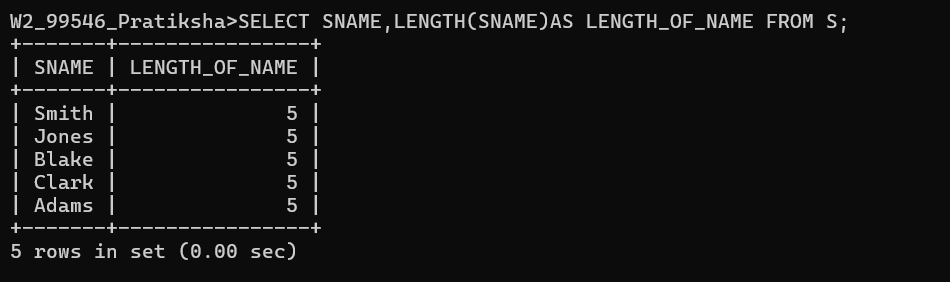 W2_99546_Pratiksha>SELECT SNAME,LENGTH(SNAME)AS LENGTH_OF_NAME FROM S;
+-------+----------------+
| SNAME | LENGTH_OF_NAME |
+-------+----------------+
| Smith |              5 |
| Jones |              5 |
| Blake |              5 |
| Clark |              5 |
| Adams |              5 |
+-------+----------------+
5 rows in set (0.00 sec)